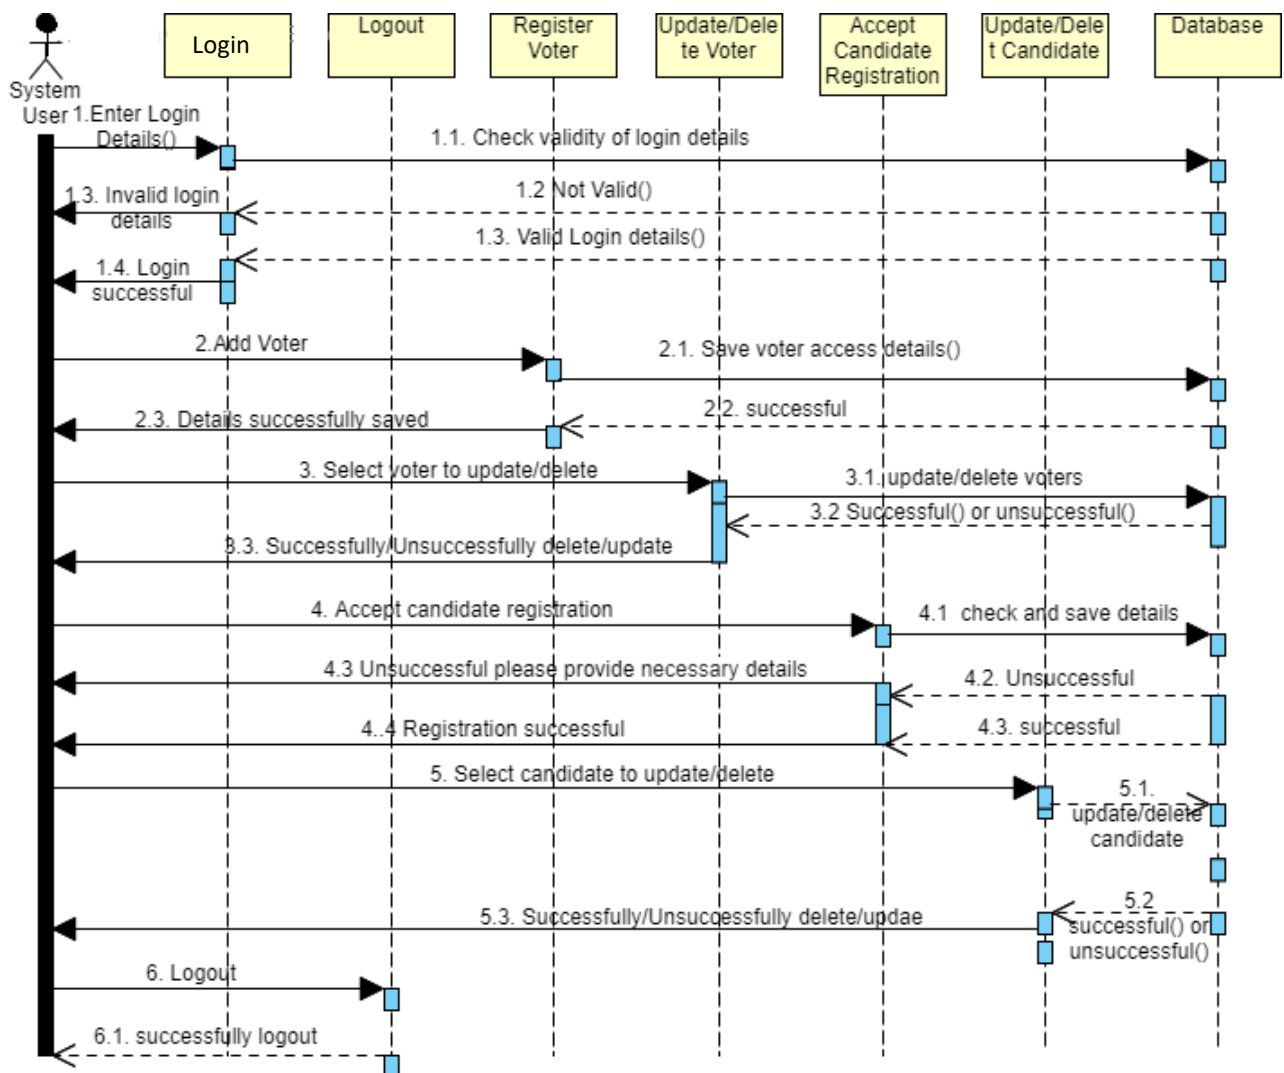 Login
Logout
Register
Voter
Update/Dele
te Voter
Accept
Candidate
Registration
Update/Dele
t Candidate
Database
System
User
1.Enter Login
Details()
1.1. Check validity of login details
1.2 Not Valid()
1.3. Invalid login
details
1.3. Valid Login details()
1.4. Login
successful
2.Add Voter
2.1. Save voter access details()
2.2. successful
2.3. Details successfully saved
3. Select voter to update/delete
3.1. update/delete voters
3.2 Successful() or unsuccessful()
3.3. Successfully/Unsuccessfully delete/update
4. Accept candidate registration
4.1 check and save details
4.3 Unsuccessful please provide necessary details
4.2. Unsuccessful
4..4 Registration successful
4.3. successful
5. Select candidate to update/delete
5.1.
update/delete
candidate
5.2
successful() or
unsuccessful()
5.3. Successfully/Unsuccessfully delete/updae
6. Logout
6.1. successfully logout